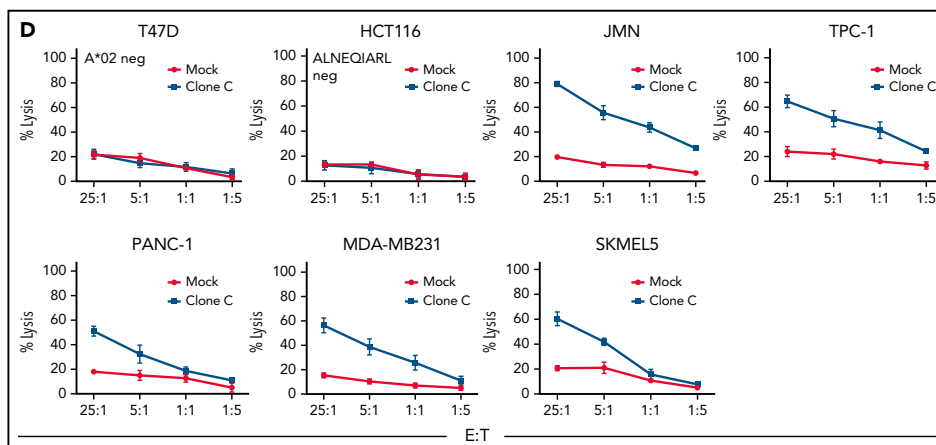 D
T47D
% Lysis
100
80
60
40
20
0
A*02 neg
Mock
Clone C
25:1 5:1 1:1 1:5
HCT116
% Lysis
100
80
60
40
20
0
ALNEQIARL
neg
Mock
Clone C
25:1 5:1 1:1 1:5
JMN
% Lysis
100
80
60
40
20
0
Mock
Clone C
25:1 5:1 1:1 1:5
TPC-1
% Lysis
100
80
60
40
20
0
Mock
Clone C
25:1 5:1 1:1 1:5
PANC-1
% Lysis
100
80
60
40
20
0
Mock
Clone C
25:1 5:1 1:1 1:5
MDA-MB231
% Lysis
100
80
60
40
20
0
Mock
Clone C
25:1 5:1 1:1 1:5
SKMEL5
% Lysis
100
80
60
40
20
0
Mock
Clone C
25:1 5:1 1:1 1:5
E:T